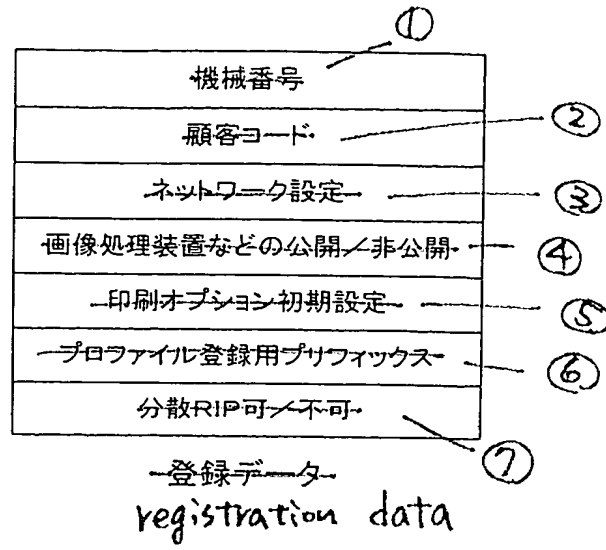 ①
機械番号
顧客コード ②
ネットワーク設定 ③
画像処理装置などの公開／非公開 ④
印刷オプション初期設定 ⑤
プロファイル登録用プリフィックス ⑥
分散RIP可／不可 ⑦
登録データ
registration data